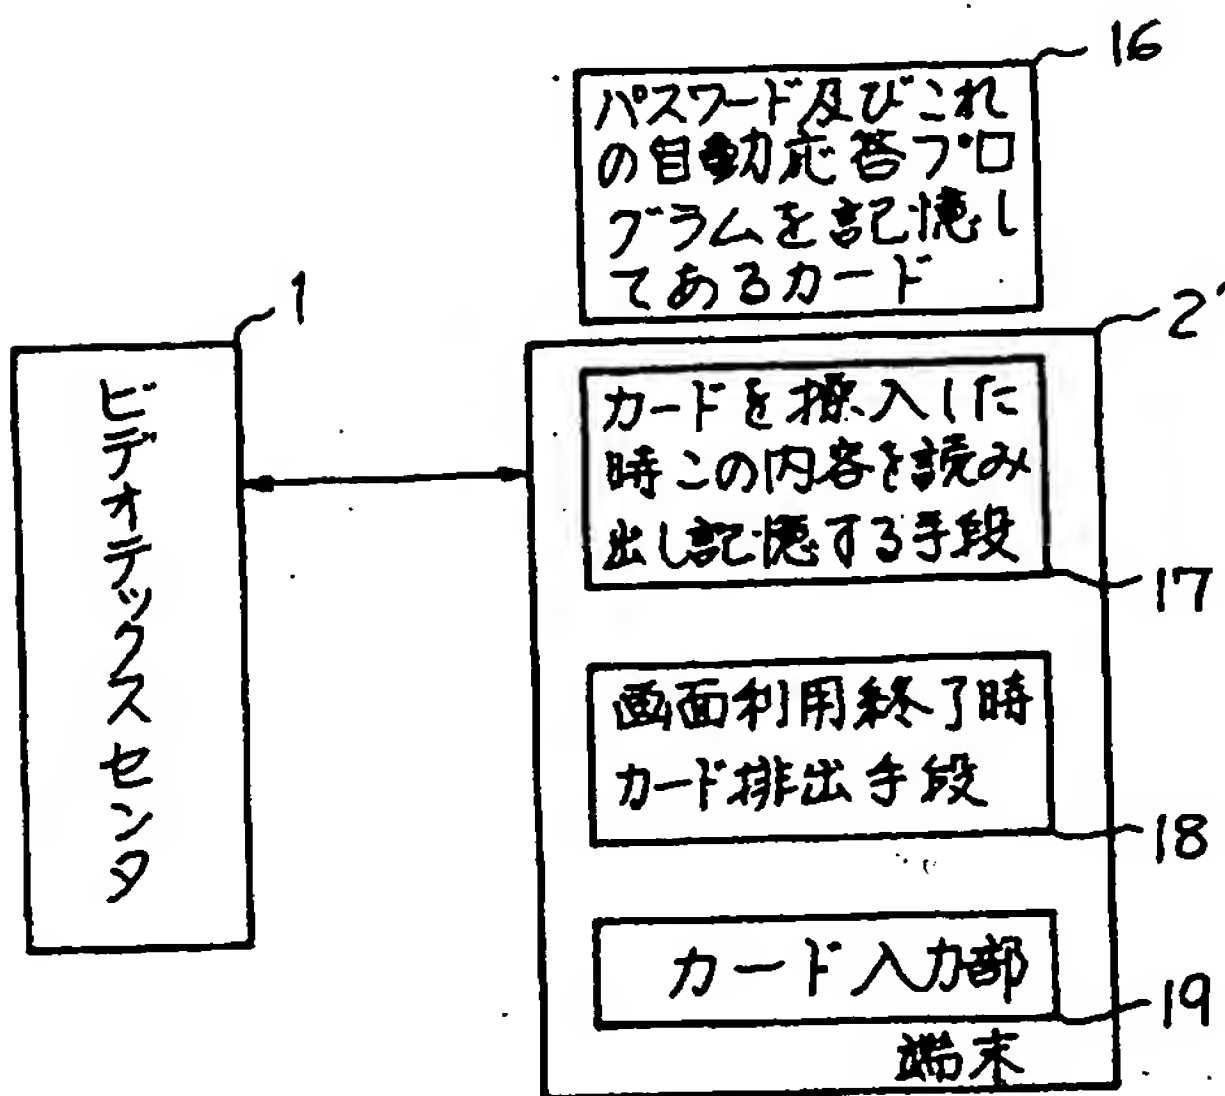 16
パスワード及びこれ
の自動応答プロ
グラムを記憶し
てあるカード
1
ビデオテックスセンタ
2'
カードを挿入した
時この内容を読み
出し記憶する手段
17
画面利用終了時
カード排出手段
18
カード入力部
19
端末